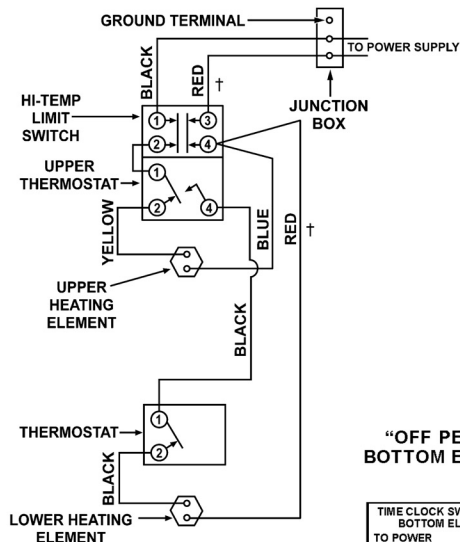 GROUND TERMINAL
TO POWER SUPPLY
BLACK
RED
†
JUNCTION
BOX
HI-TEMP
LIMIT
SWITCH
1
3
2
4
UPPER
THERMOSTAT
1
2
4
YELLOW
BLUE
RED
†
UPPER
HEATING
ELEMENT
BLACK
THERMOSTAT
1
2
BLACK
LOWER HEATING
ELEMENT
“OFF PE
BOTTOM E
TIME CLOCK SW
BOTTOM EL
TO POWER